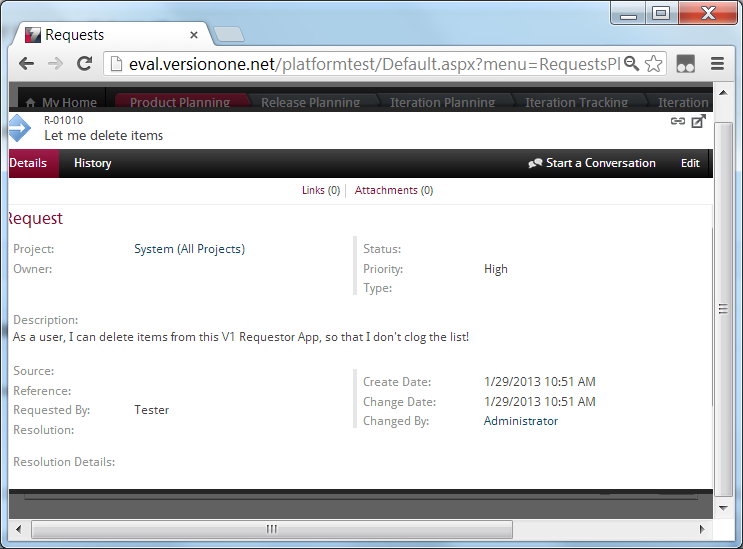 Requests
eval.versionone.net/platformtest/Default.aspx?menu=RequestsPl
My Home Product Planning Release Planning Iteration Planning Iteration Tracking Iteration
R-01010
Let me delete items
Details History Start a Conversation Edit
Links (0) Attachments (0)
Request
Project: System (All Projects) Status:
Owner: Priority: High
Type:
Description:
As a user, I can delete items from this V1 Requestor App, so that I don't clog the list!
Source:
Create Date: 1/29/2013 10:51 AM
Reference:
Change Date: 1/29/2013 10:51 AM
Requested By: Tester
Changed By: Administrator
Resolution:
Resolution Details: